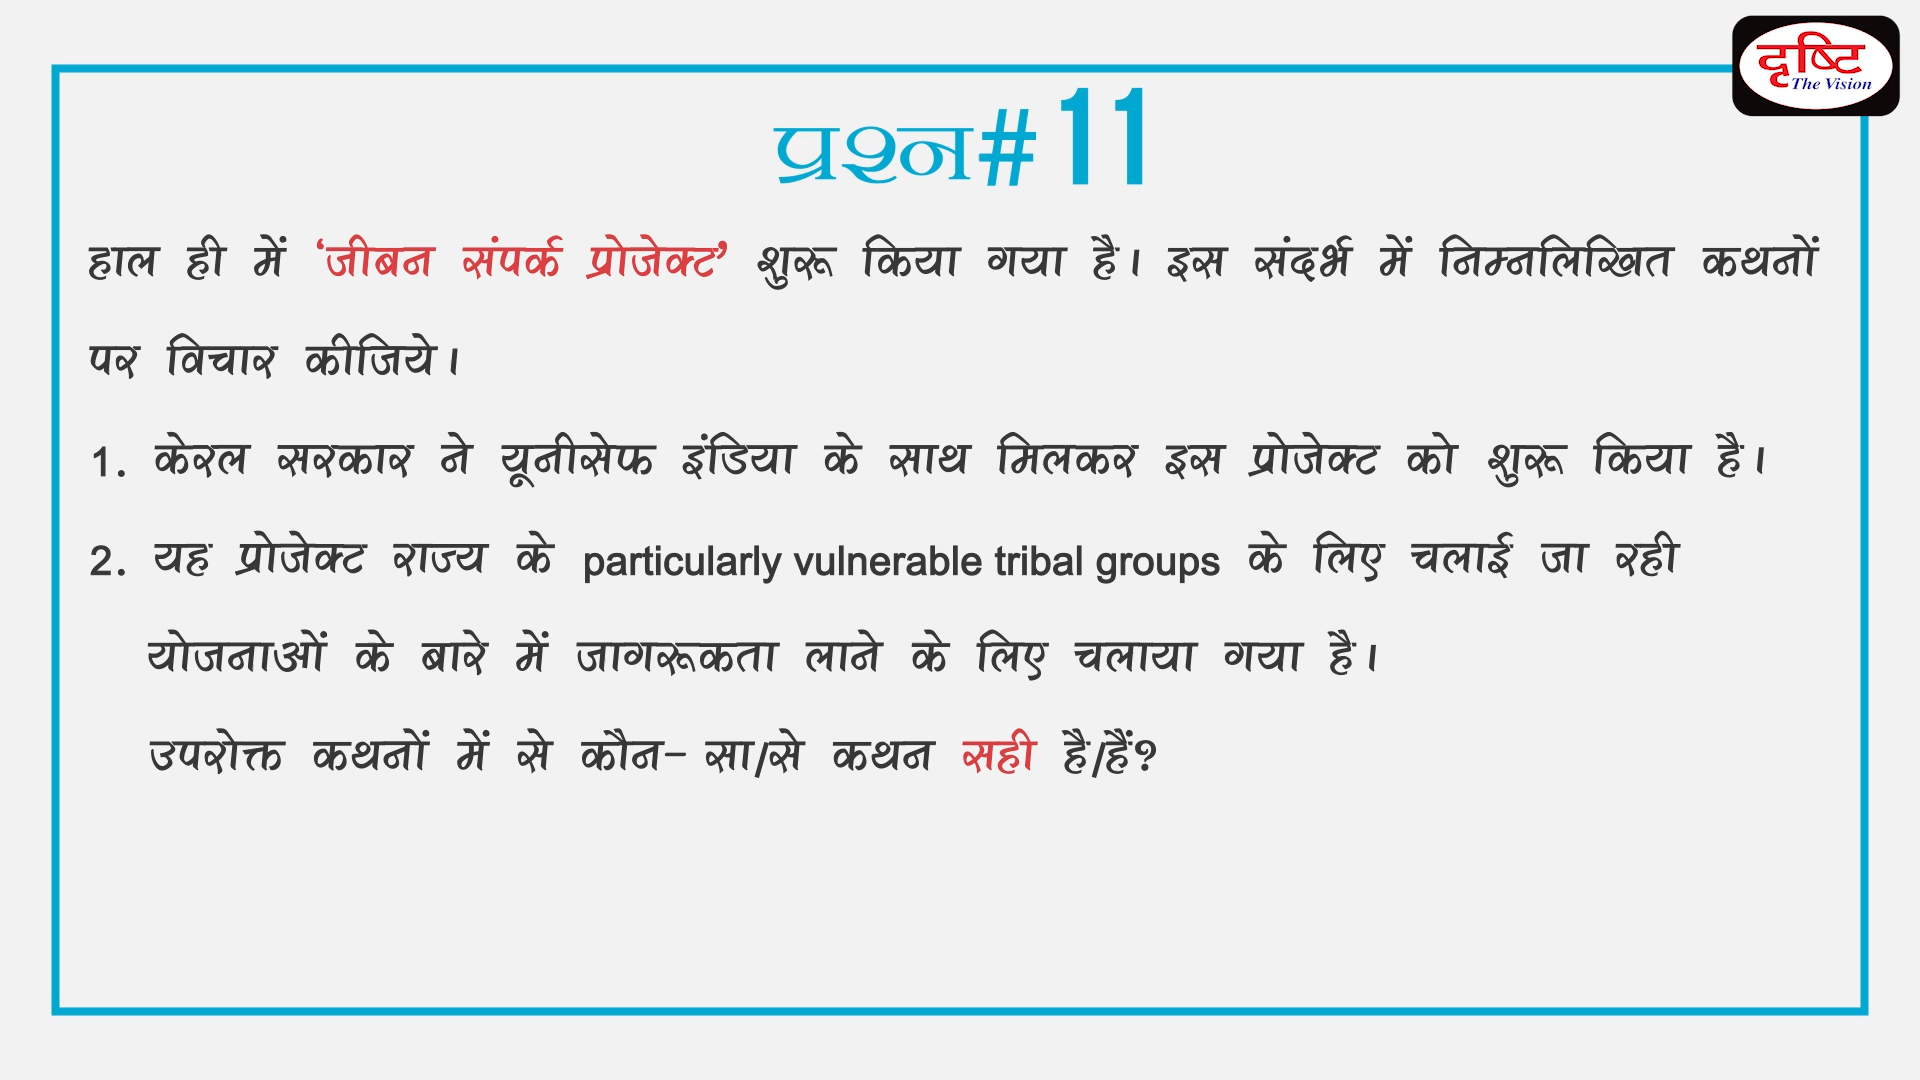 दृष्टि
The Vision
प्रश्न#11
हाल ही में ‘जीबन संपर्क प्रोजेक्ट’ शुरू किया गया है। इस संदर्भ में निम्नलिखित कथनों
पर विचार कीजिये।
1. केरल सरकार ने यूनीसेफ इंडिया के साथ मिलकर इस प्रोजेक्ट को शुरू किया है।
2. यह प्रोजेक्ट राज्य के particularly vulnerable tribal groups के लिए चलाई जा रही
योजनाओं के बारे में जागरूकता लाने के लिए चलाया गया है।
उपरोक्त कथनों में से कौन- सा/से कथन सही है/हैं?